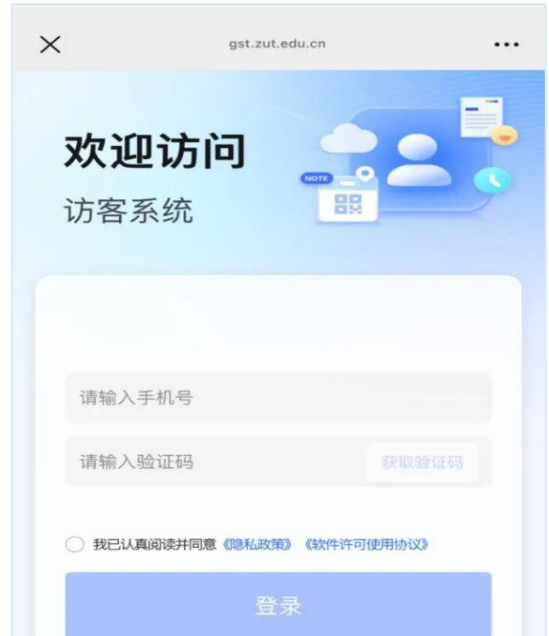 gst.zut.edu.cn
欢迎访问
访客系统
NOTE
请输入手机号
请输入验证码 获取验证码
我已认真阅读并同意《隐私政策》《软件许可使用协议》
登录